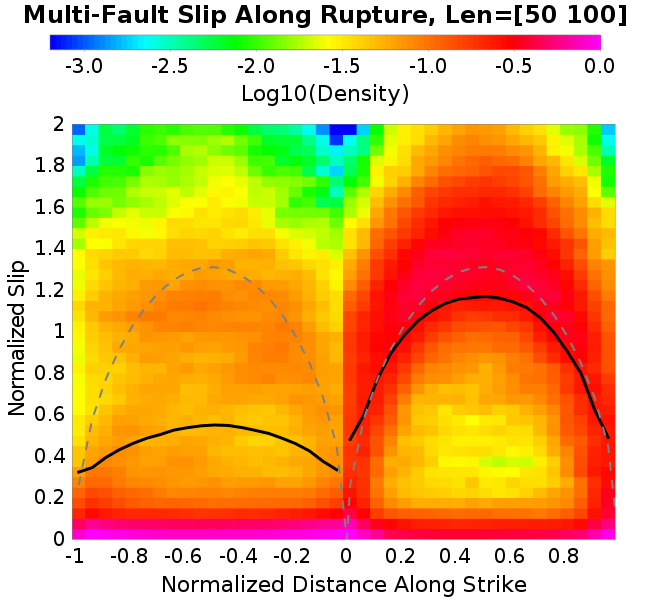 Multi-Fault Slip Along Rupture, Len=[50 100]
-3.0 -2.5 -2.0 -1.5 -1.0 -0.5 0.0
Log10(Density)
2
1.8
1.6
1.4
1.2
1
0.8
0.6
0.4
0.2
0
Normalized Slip
-1 -0.8 -0.6 -0.4 -0.2 0 0.2 0.4 0.6 0.8
Normalized Distance Along Strike